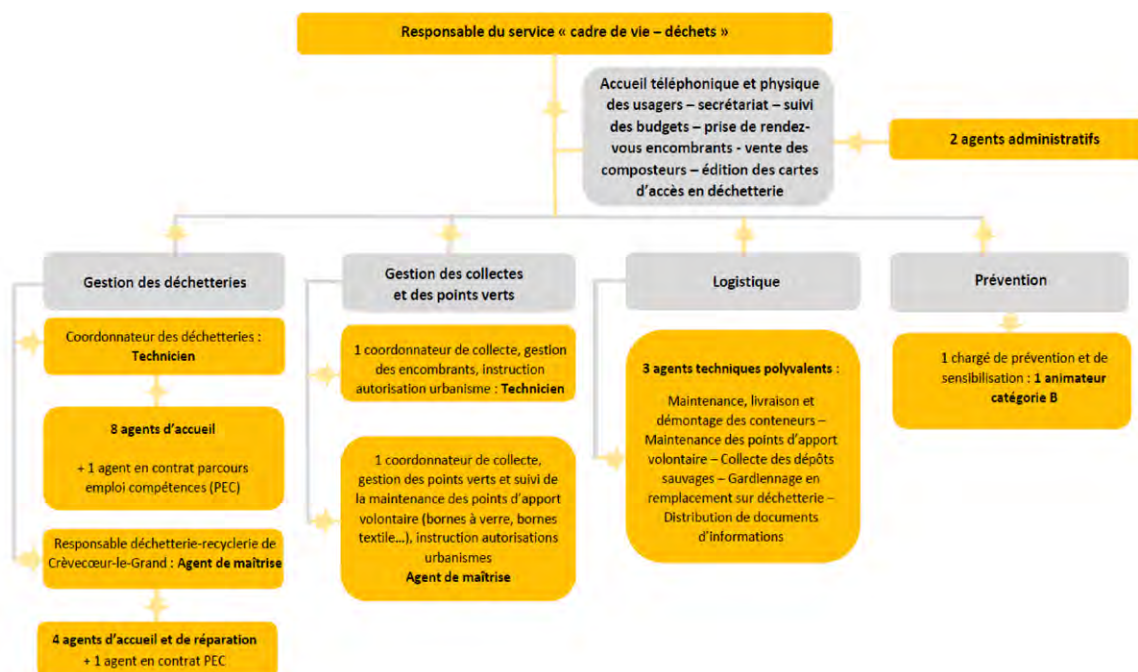 Responsable du service « cadre de vie – déchets »
Accueil téléphonique et physique
des usagers – secrétariat – suivi
des budgets – prise de rendez-
vous encombrants - vente des
composteurs – édition des cartes
d'accès en déchetterie
2 agents administratifs
Gestion des déchetteries
Coordonnateur des déchetteries :
Technicien
8 agents d'accueil
+ 1 agent en contrat parcours
emploi compétences (PEC)
Responsable déchetterie-recyclerie de
Crèvecœur-le-Grand : Agent de maîtrise
4 agents d'accueil et de réparation
+ 1 agent en contrat PEC
Gestion des collectes
et des points verts
1 coordonnateur de collecte, gestion
des encombrants, instruction
autorisation urbanisme : Technicien
1 coordonnateur de collecte,
gestion des points verts et suivi de
la maintenance des points d'apport
volontaire (bornes à verre, bornes
textile…), instruction autorisations
urbanismes
Agent de maîtrise
Logistique
3 agents techniques polyvalents :
Maintenance, livraison et
démontage des conteneurs –
Maintenance des points d'apport
volontaire – Collecte des dépôts
sauvages – Gardiennage en
remplacement sur déchetterie –
Distribution de documents
d'informations
Prévention
1 chargé de prévention et de
sensibilisation : 1 animateur
catégorie B